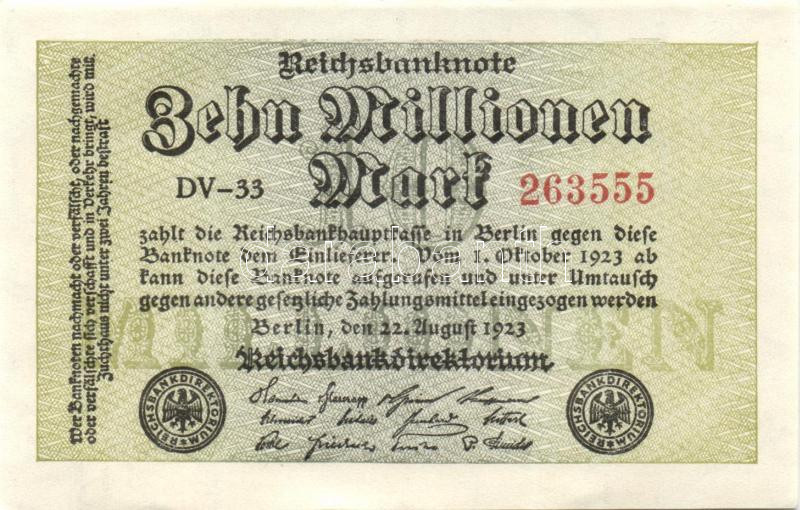 Reichsbanknote
Zehn Millionen
Mark
DV-33
263555
zahlt die Reichsbankhauptkasse in Berlin gegen diese
Banknote dem Einlieferer. Vom 1. Oktober 1923 ab
kann diese Banknote aufgerufen und unter Umtausch
gegen andere gesetzliche Zahlungsmittel eingezogen werden
Berlin, den 22. August 1923
Reichsbankdirektorium
REICHSBANKDIREKTORIUM
REICHSBANKDIREKTORIUM
Wer Banknoten nachmacht oder verfälscht, oder nachgemachte
oder verfälschte sich verschafft und in Verkehr bringt, wird mit
Zuchthaus nicht unter zwei Jahren bestraft